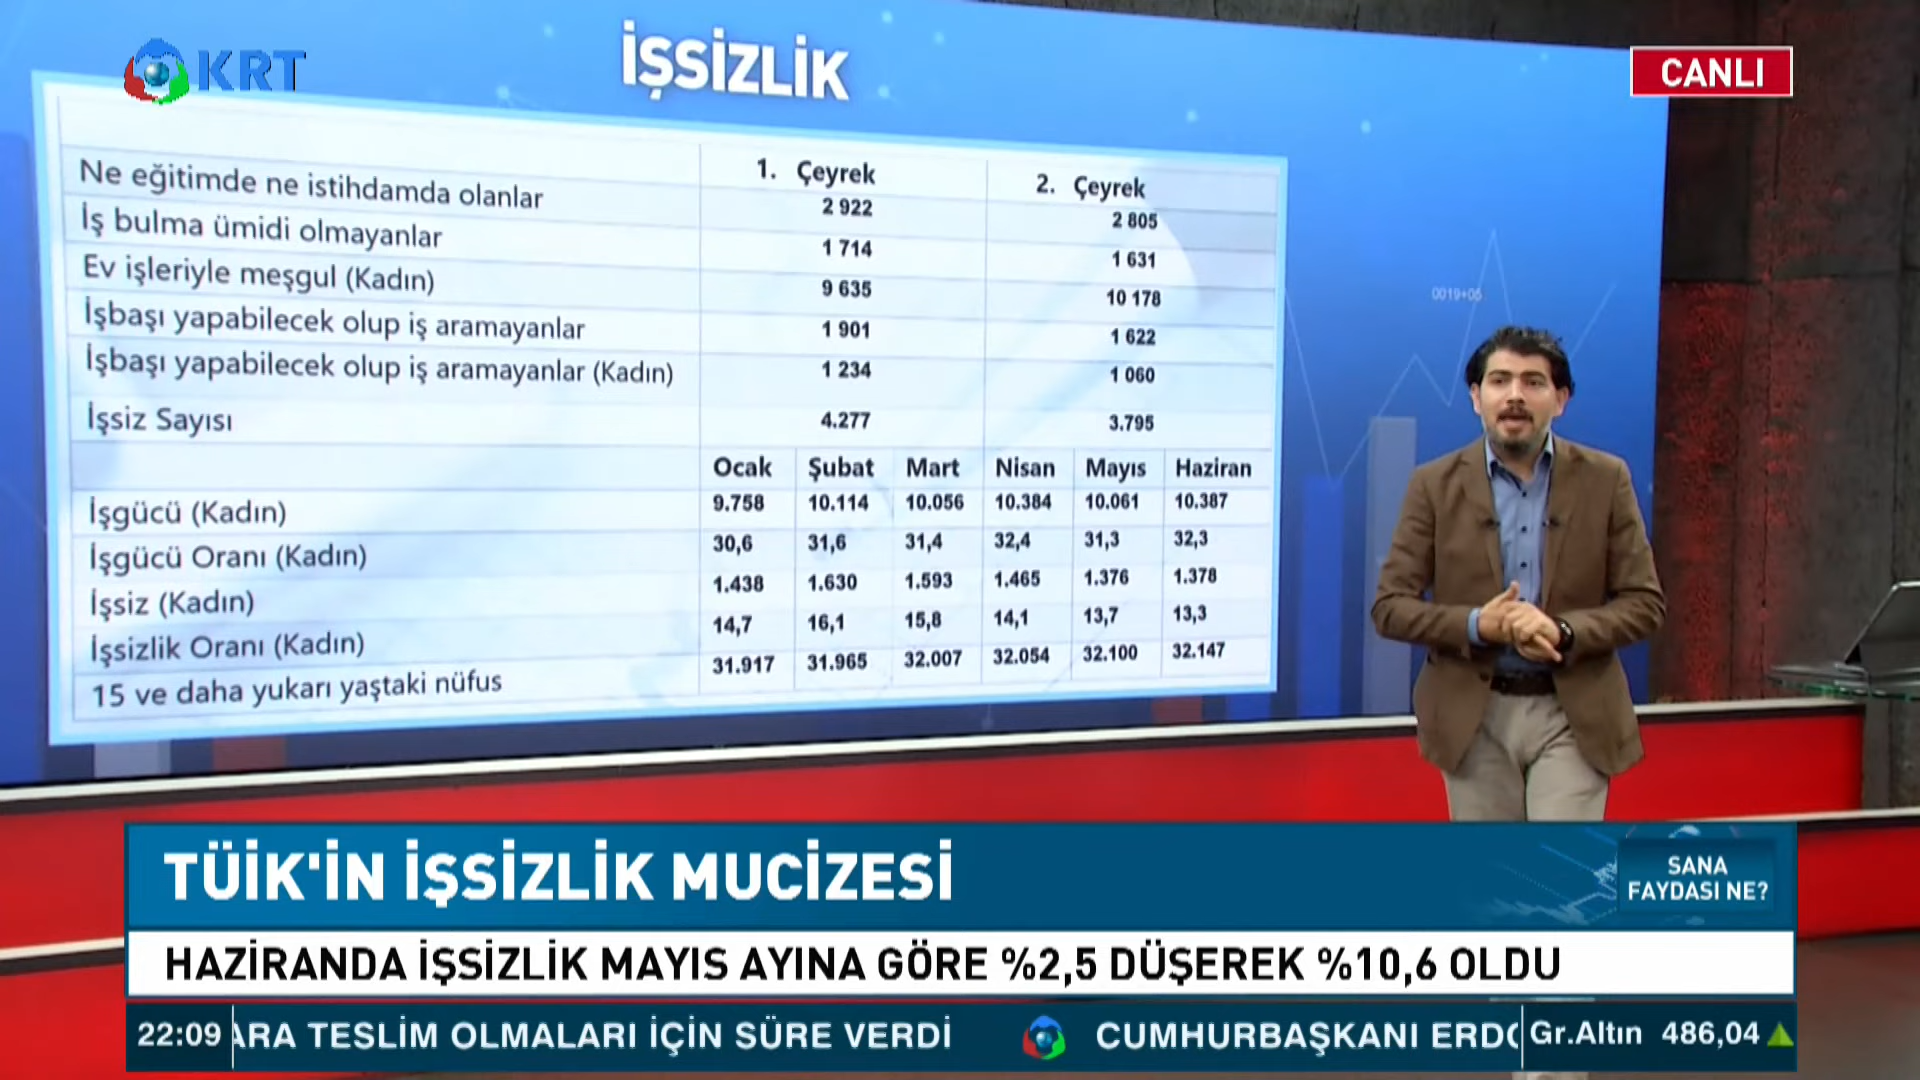 KRT
İŞSİZLİK
CANLI
1. Çeyrek 2. Çeyrek
Ne eğitimde ne istihdamda olanlar 2 922 2 805
İş bulma ümidi olmayanlar 1 714 1 631
Ev işleriyle meşgul (Kadın) 9 635 10 178
İşbaşı yapabilecek olup iş aramayanlar 1 901 1 622
İşbaşı yapabilecek olup iş aramayanlar (Kadın) 1 234 1 060
İşsiz Sayısı 4.277 3.795
Ocak Şubat Mart Nisan Mayıs Haziran
İşgücü (Kadın) 9.758 10.114 10.056 10.384 10.061 10.387
İşgücü Oranı (Kadın) 30,6 31,6 31,4 32,4 31,3 32,3
İşsiz (Kadın) 1.438 1.630 1.593 1.465 1.376 1.378
İşsizlik Oranı (Kadın) 14,7 16,1 15,8 14,1 13,7 13,3
15 ve daha yukarı yaştaki nüfus 31.917 31.965 32.007 32.054 32.100 32.147
0019+05
TÜİK'İN İŞSİZLİK MUCİZESİ
SANA
FAYDASI NE?
HAZİRANDA İŞSİZLİK MAYIS AYINA GÖRE %2,5 DÜŞEREK %10,6 OLDU
22:09 ARA TESLİM OLMALARI İÇİN SÜRE VERDİ CUMHURBAŞKANI ERDO Gr.Altın 486,04